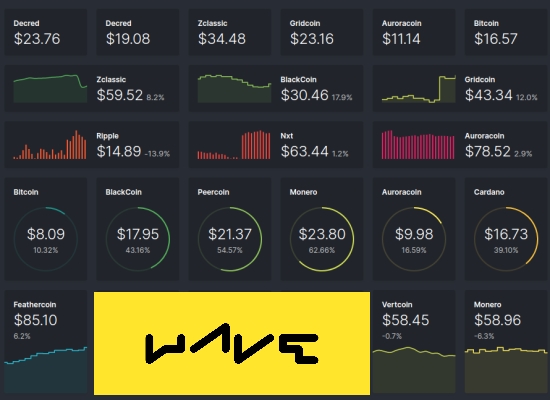 Decred Decred Zclassic Gridcoin Auroracoin Bitcoin
$23.76 $19.08 $34.48 $23.16 $11.14 $16.57
Zclassic BlackCoin Gridcoin
$59.52 8.2% $30.46 17.9% $43.34 12.0%
Ripple Nxt Auroracoin
$14.89 -13.9% $63.44 1.2% $78.52 2.9%
Bitcoin BlackCoin Peercoin Monero Auroracoin Cardano
$8.09 $17.95 $21.37 $23.80 $9.98 $16.73
10.32% 43.16% 54.57% 62.66% 16.59% 39.10%
Feathercoin Vertcoin Monero
$85.10 $58.45 $58.96
6.2% -0.7% -6.3%
WAVE